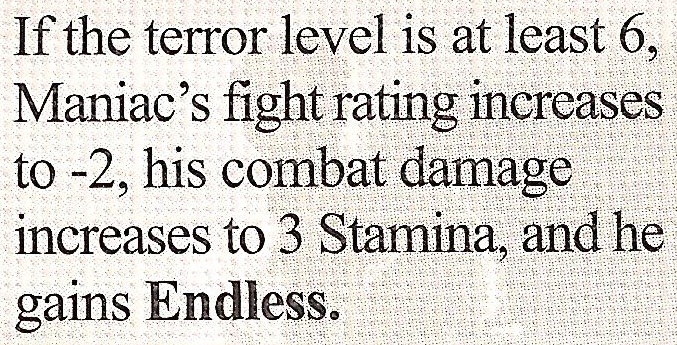 If the terror level is at least 6,
Maniac's fight rating increases
to -2, his combat damage
increases to 3 Stamina, and he
gains Endless.